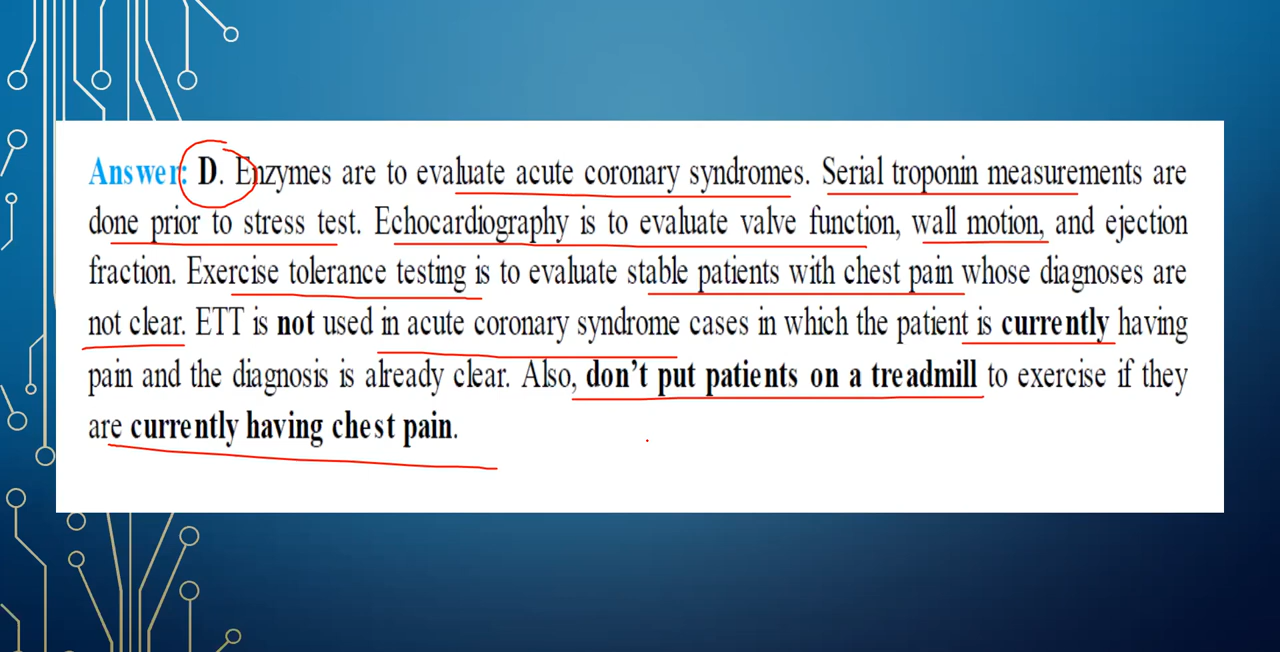 Answer: D. Enzymes are to evaluate acute coronary syndromes. Serial troponin measurements are
done prior to stress test. Echocardiography is to evaluate valve function, wall motion, and ejection
fraction. Exercise tolerance testing is to evaluate stable patients with chest pain whose diagnoses are
not clear. ETT is not used in acute coronary syndrome cases in which the patient is currently having
pain and the diagnosis is already clear. Also, don't put patients on a treadmill to exercise if they
are currently having chest pain.